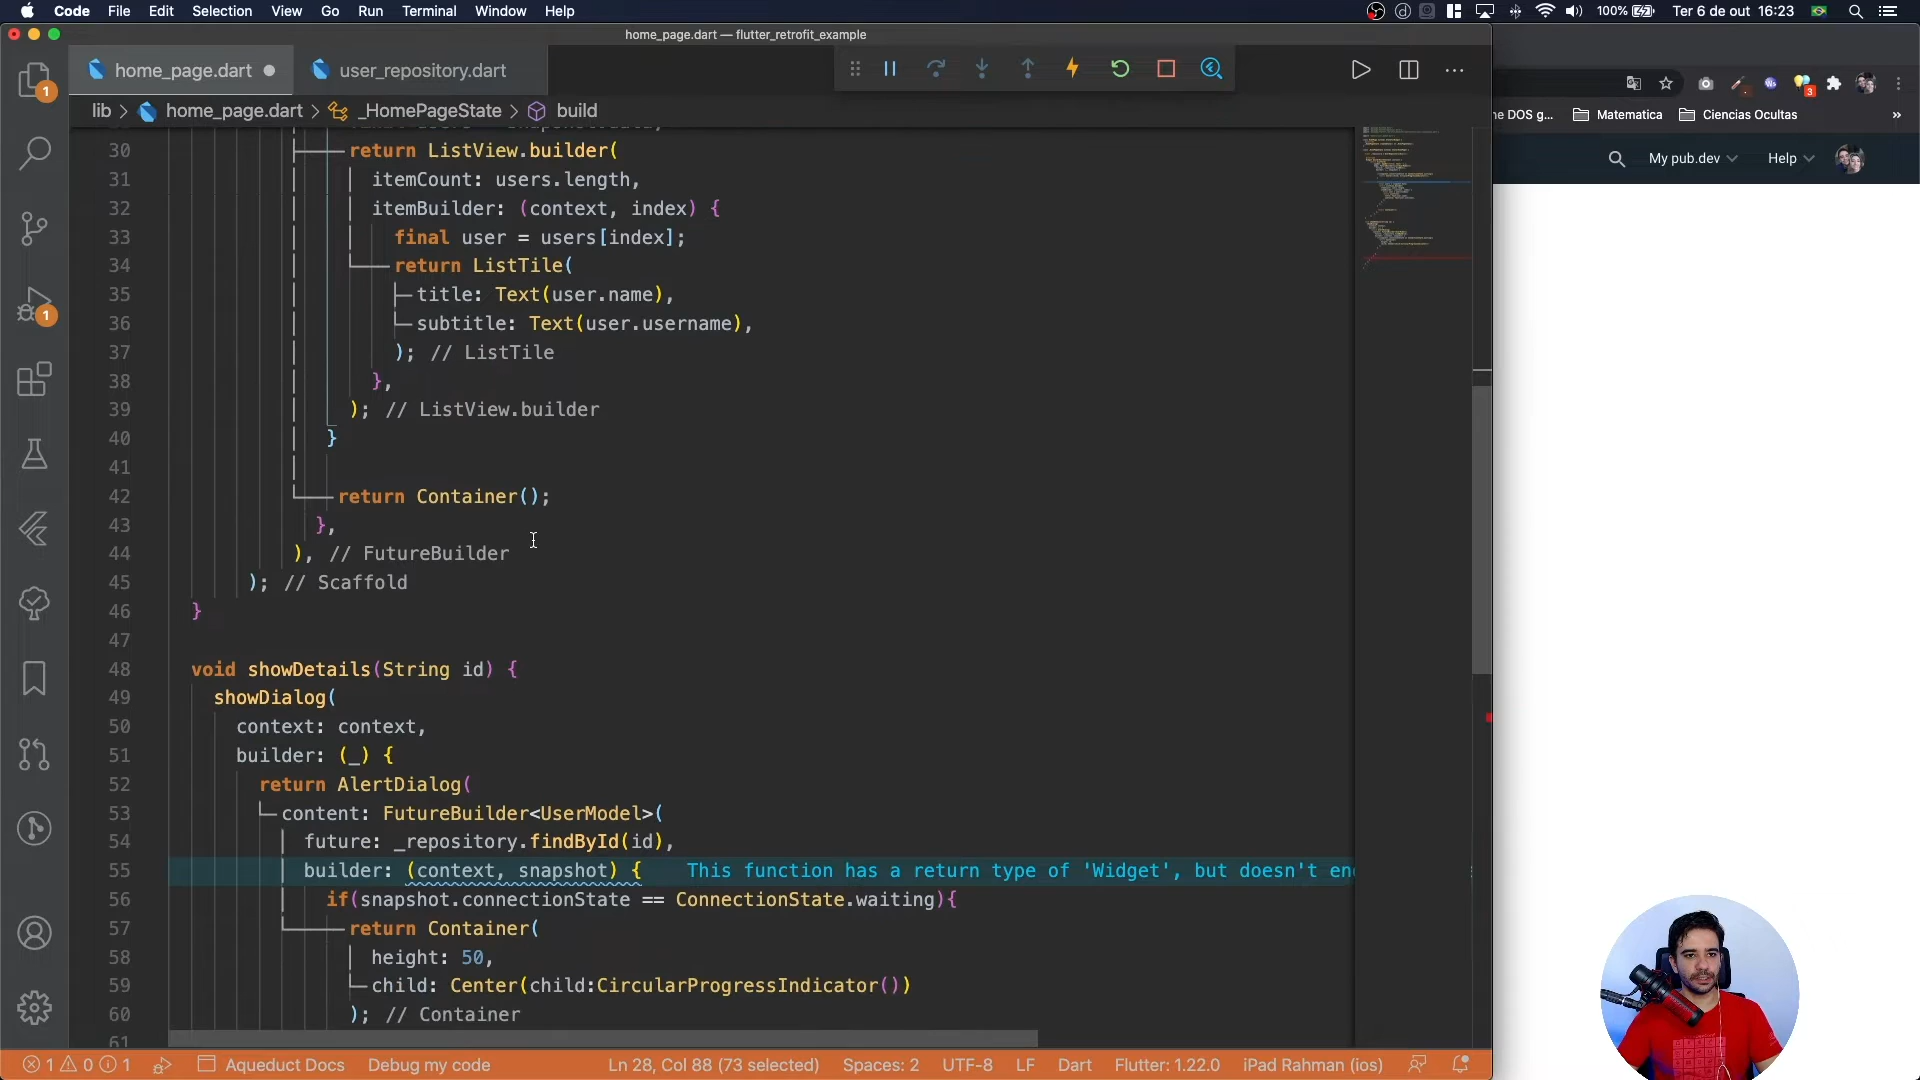 Code File Edit Selection View Go Run Terminal Window Help
100% Ter 6 de out 16:23
home_page.dart — flutter_retrofit_example
home_page.dart
user_repository.dart
lib > home_page.dart > _HomePageState > build
he DOS g... Matematica Ciencias Ocultas »
My pub.dev Help
3
1
1
30 return ListView.builder(
31 itemCount: users.length,
32 itemBuilder: (context, index) {
33 final user = users[index];
34 return ListTile(
35 title: Text(user.name),
36 subtitle: Text(user.username),
37 ); // ListTile
38 },
39 ); // ListView.builder
40 }
41
42 return Container();
43 },
44 ), // FutureBuilder
45 ); // Scaffold
46 }
47
48 void showDetails(String id) {
49 showDialog(
50 context: context,
51 builder: (_) {
52 return AlertDialog(
53 content: FutureBuilder<UserModel>(
54 future: _repository.findById(id),
55 builder: (context, snapshot) { This function has a return type of 'Widget', but doesn't en
56 if(snapshot.connectionState == ConnectionState.waiting){
57 return Container(
58 height: 50,
59 child: Center(child:CircularProgressIndicator())
60 ); // Container
61
1 0 1 Aqueduct Docs Debug my code Ln 28, Col 88 (73 selected) Spaces: 2 UTF-8 LF Dart Flutter: 1.22.0 iPad Rahman (ios)